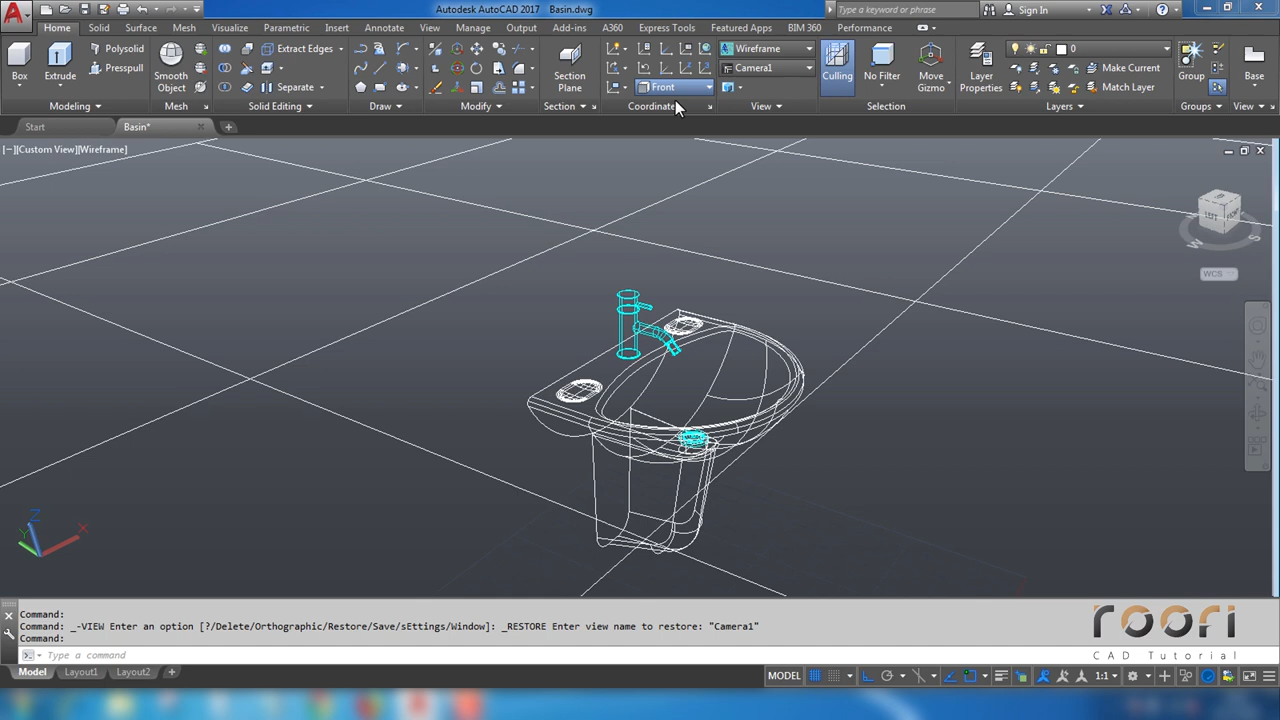 Autodesk AutoCAD 2017 Basin.dwg
Type a keyword or phrase
Sign In
Home Solid Surface Mesh Visualize Parametric Insert Annotate View Manage Output Add-ins A360 Express Tools Featured Apps BIM 360 Performance
Box
Extrude
Polysolid
Presspull
Smooth
Object
Extrude Edges
Separate
Section
Plane
Front
Wireframe
Camera1
Culling
No Filter
Move
Gizmo
Layer
Properties
0
Make Current
Match Layer
Group
Base
Modeling Mesh Solid Editing Draw Modify Section Coordinate View Selection Layers Groups View
Start Basin*
[−][Custom View][Wireframe]
W S
WCS
Z
Y
X
Command:
Command: _-VIEW Enter an option [?/Delete/Orthographic/Restore/Save/sEttings/Window]: _RESTORE Enter view name to restore: "Camera1"
Command:
Type a command
roori
CAD Tutorial
Model Layout1 Layout2
MODEL
1:1